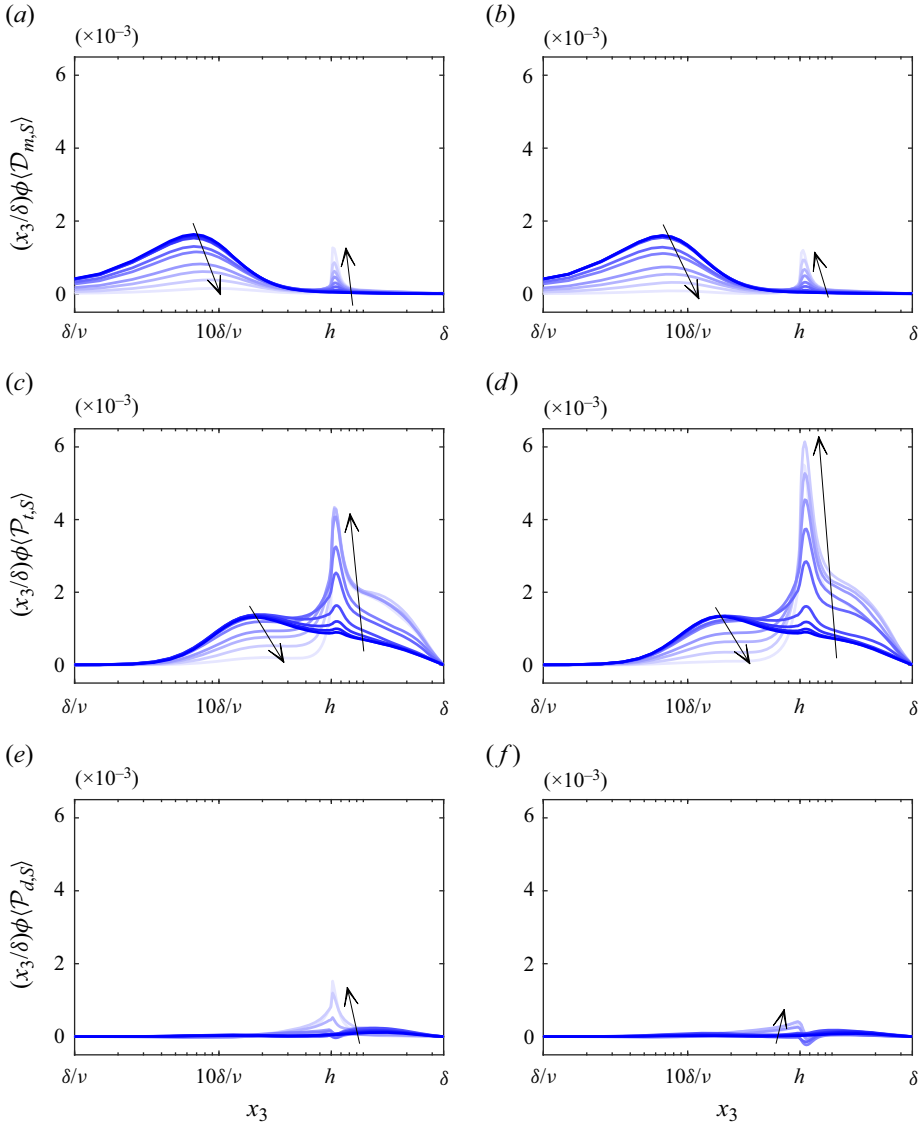 (a)
(×10⁻³)
6
4
2
0
(x₃/δ)ϕ⟨𝒟ₘ,S⟩
δ/ν
10δ/ν
h
δ
(b)
(×10⁻³)
6
4
2
0
δ/ν
10δ/ν
h
δ
(c)
(×10⁻³)
6
4
2
0
(x₃/δ)ϕ⟨𝒫ₜ,S⟩
δ/ν
10δ/ν
h
δ
(d)
(×10⁻³)
6
4
2
0
δ/ν
10δ/ν
h
δ
(e)
(×10⁻³)
6
4
2
0
(x₃/δ)ϕ⟨𝒫d,S⟩
δ/ν
10δ/ν
h
δ
x₃
(f)
(×10⁻³)
6
4
2
0
δ/ν
10δ/ν
h
δ
x₃